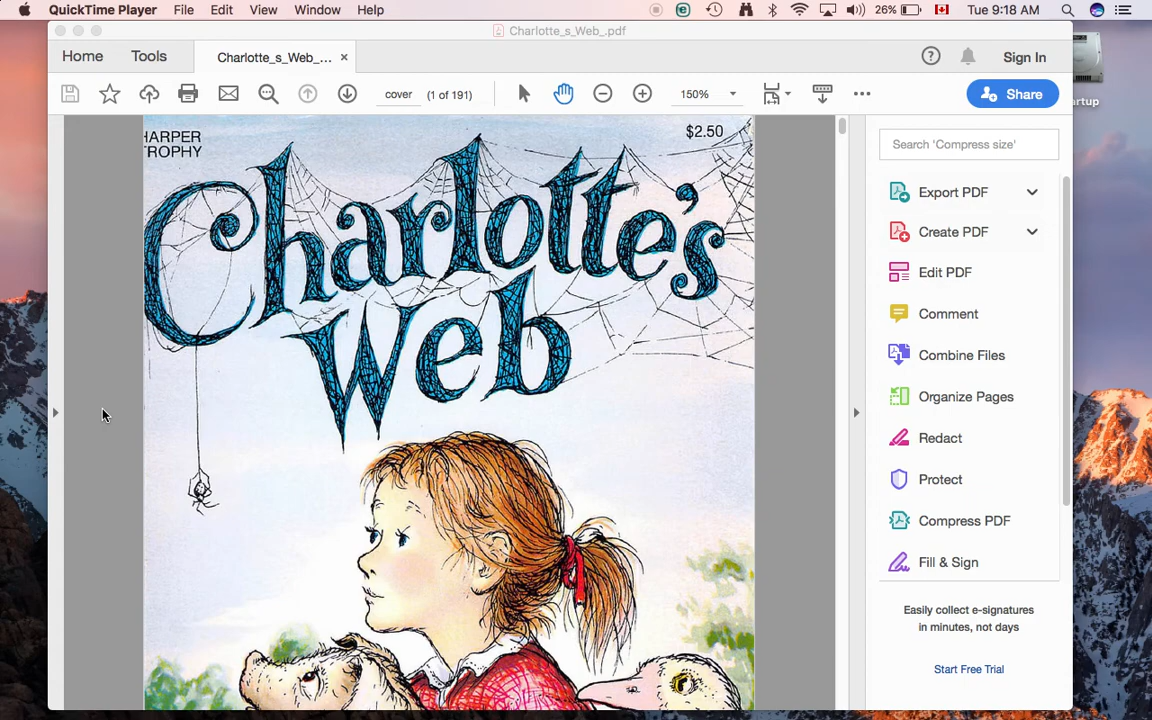 QuickTime Player File Edit View Window Help 26% Tue 9:18 AM
Charlotte_s_Web_.pdf
Home Tools Charlotte_s_Web_... × Sign In
cover (1 of 191) 150% Share
HARPER
TROPHY
$2.50
Charlotte's
Web
Search 'Compress size'
Export PDF
Create PDF
Edit PDF
Comment
Combine Files
Organize Pages
Redact
Protect
Compress PDF
Fill & Sign
Easily collect e-signatures
in minutes, not days
Start Free Trial